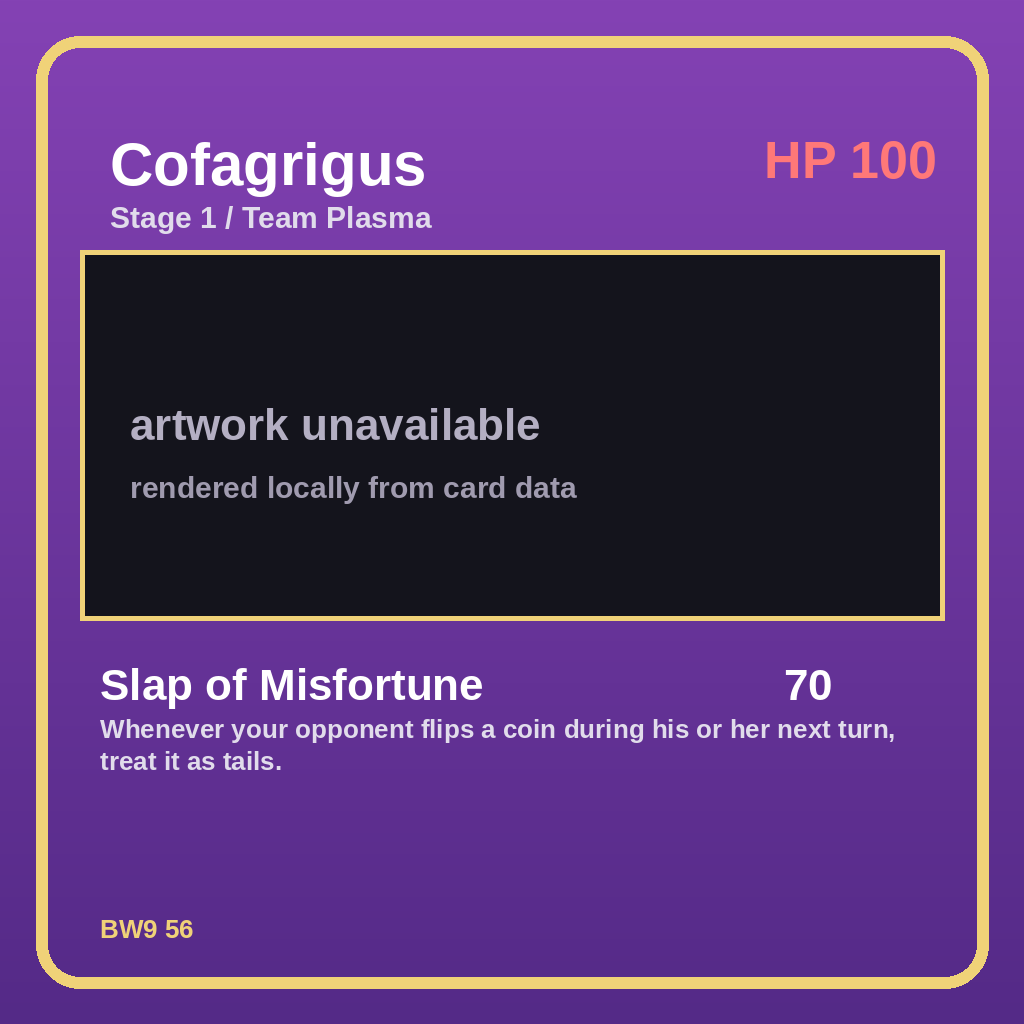 Cofagrigus
HP 100
Stage 1 / Team Plasma
artwork unavailable
rendered locally from card data
Slap of Misfortune 70
Whenever your opponent flips a coin during his or her next turn,
treat it as tails.
BW9 56